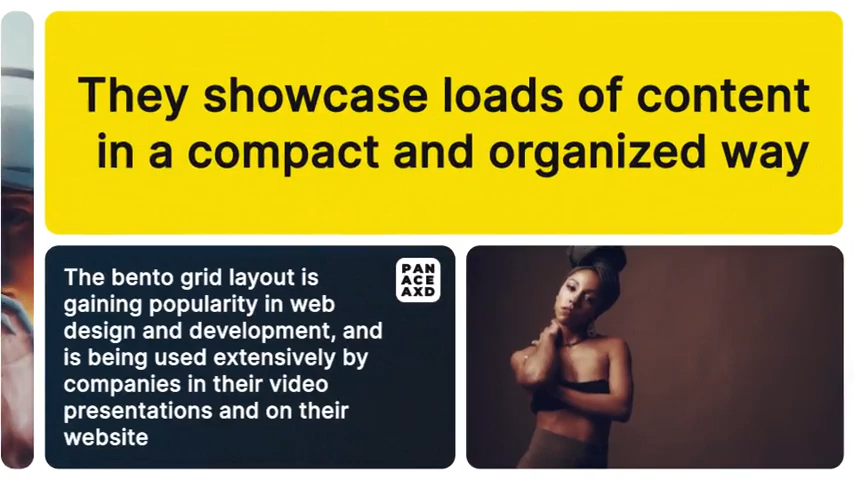 They showcase loads of content
in a compact and organized way
The bento grid layout is
gaining popularity in web
design and development, and
is being used extensively by
companies in their video
presentations and on their
website
PAN
ACE
AXD